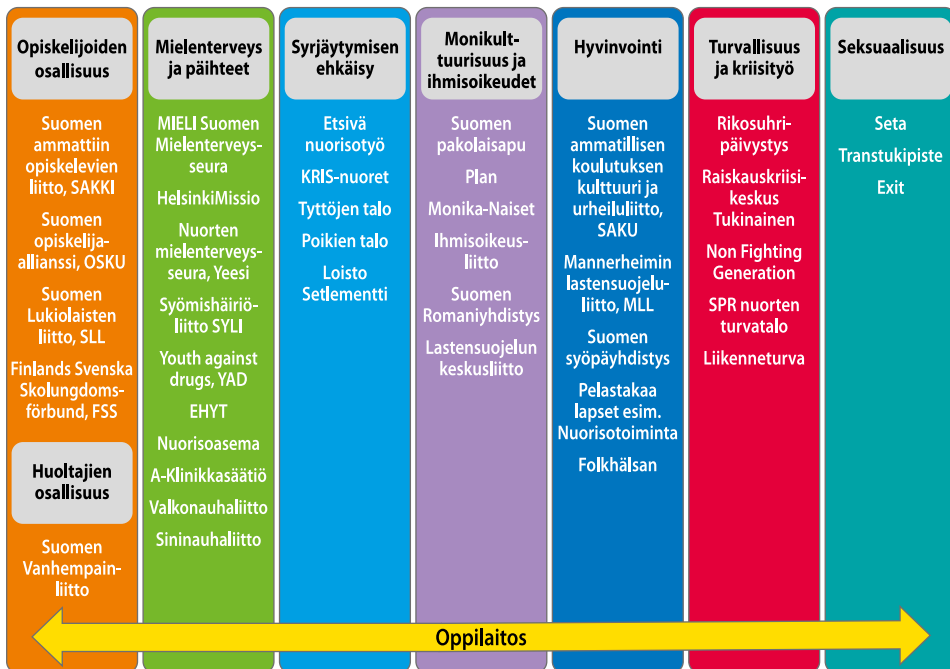 Opiskelijoiden
osallisuus
Suomen
ammattiin
opiskelevien
liitto, SAKKI
Suomen
opiskelija-
allianssi, OSKU
Suomen
Lukiolaisten
liitto, SLL
Finlands Svenska
Skolungdoms-
förbund, FSS
Huoltajien
osallisuus
Suomen
Vanhempain-
liitto
Mielenterveys
ja päihteet
MIELI Suomen
Mielenterveys-
seura
HelsinkiMissio
Nuorten
mielenterveys-
seura, Yeesi
Syömishäiriö-
liitto SYLI
Youth against
drugs, YAD
EHYT
Nuorisoasema
A-Klinikkasäätiö
Valkonauhaliitto
Sininauhaliitto
Syrjäytymisen
ehkäisy
Etsivä
nuorisotyö
KRIS-nuoret
Tyttöjen talo
Poikien talo
Loisto
Setlementti
Monikult-
tuurisuus ja
ihmisoikeudet
Suomen
pakolaisapu
Plan
Monika-Naiset
Ihmisoikeus-
liitto
Suomen
Romaniyhdistys
Lastensuojelun
keskusliitto
Hyvinvointi
Suomen
ammatillisen
koulutuksen
kulttuuri ja
urheiluliitto,
SAKU
Mannerheimin
lastensuojelu-
liitto, MLL
Suomen
syöpäyhdistys
Pelastakaa
lapset esim.
Nuorisotoiminta
Folkhälsan
Turvallisuus
ja kriisityö
Rikosuhri-
päivystys
Raiskauskriisi-
keskus
Tukinainen
Non Fighting
Generation
SPR nuorten
turvatalo
Liikenneturva
Seksuaalisuus
Seta
Transtukipiste
Exit
Oppilaitos